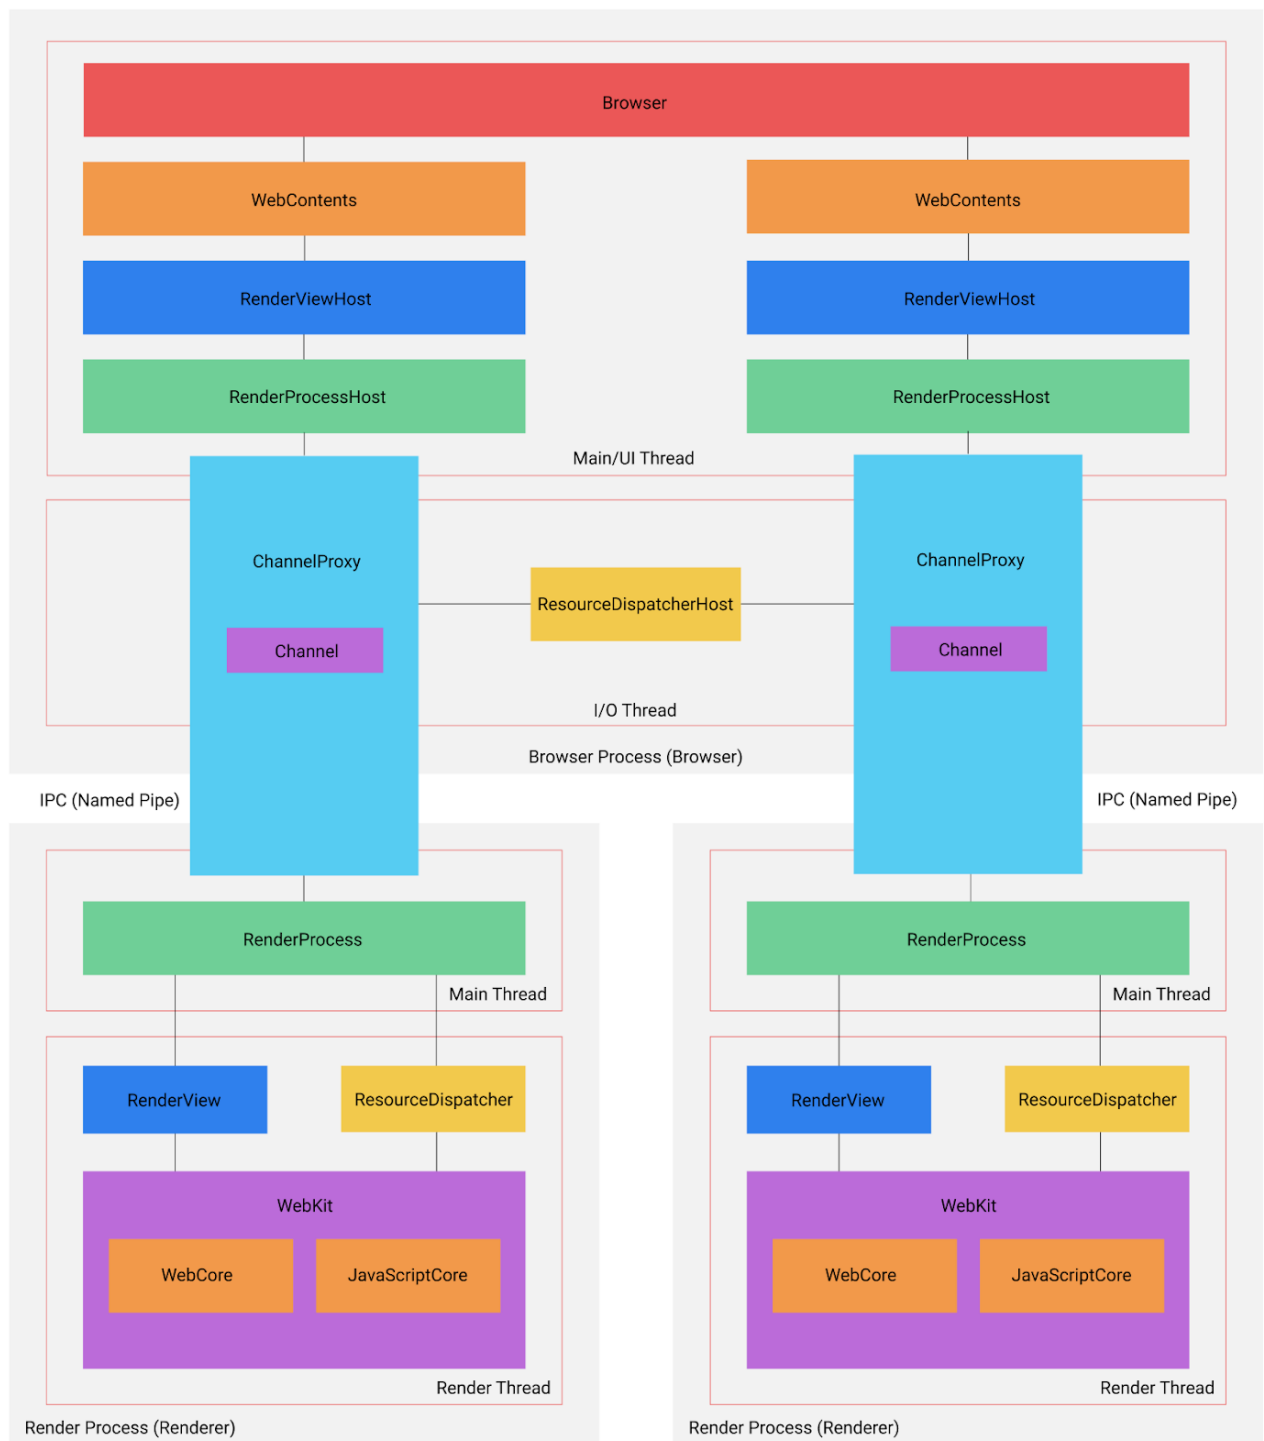 Browser
WebContents
WebContents
RenderViewHost
RenderViewHost
RenderProcessHost
RenderProcessHost
Main/UI Thread
ChannelProxy
ChannelProxy
ResourceDispatcherHost
Channel
Channel
I/O Thread
Browser Process (Browser)
IPC (Named Pipe)
IPC (Named Pipe)
RenderProcess
RenderProcess
Main Thread
Main Thread
RenderView
ResourceDispatcher
RenderView
ResourceDispatcher
WebKit
WebKit
WebCore
JavaScriptCore
WebCore
JavaScriptCore
Render Thread
Render Thread
Render Process (Renderer)
Render Process (Renderer)